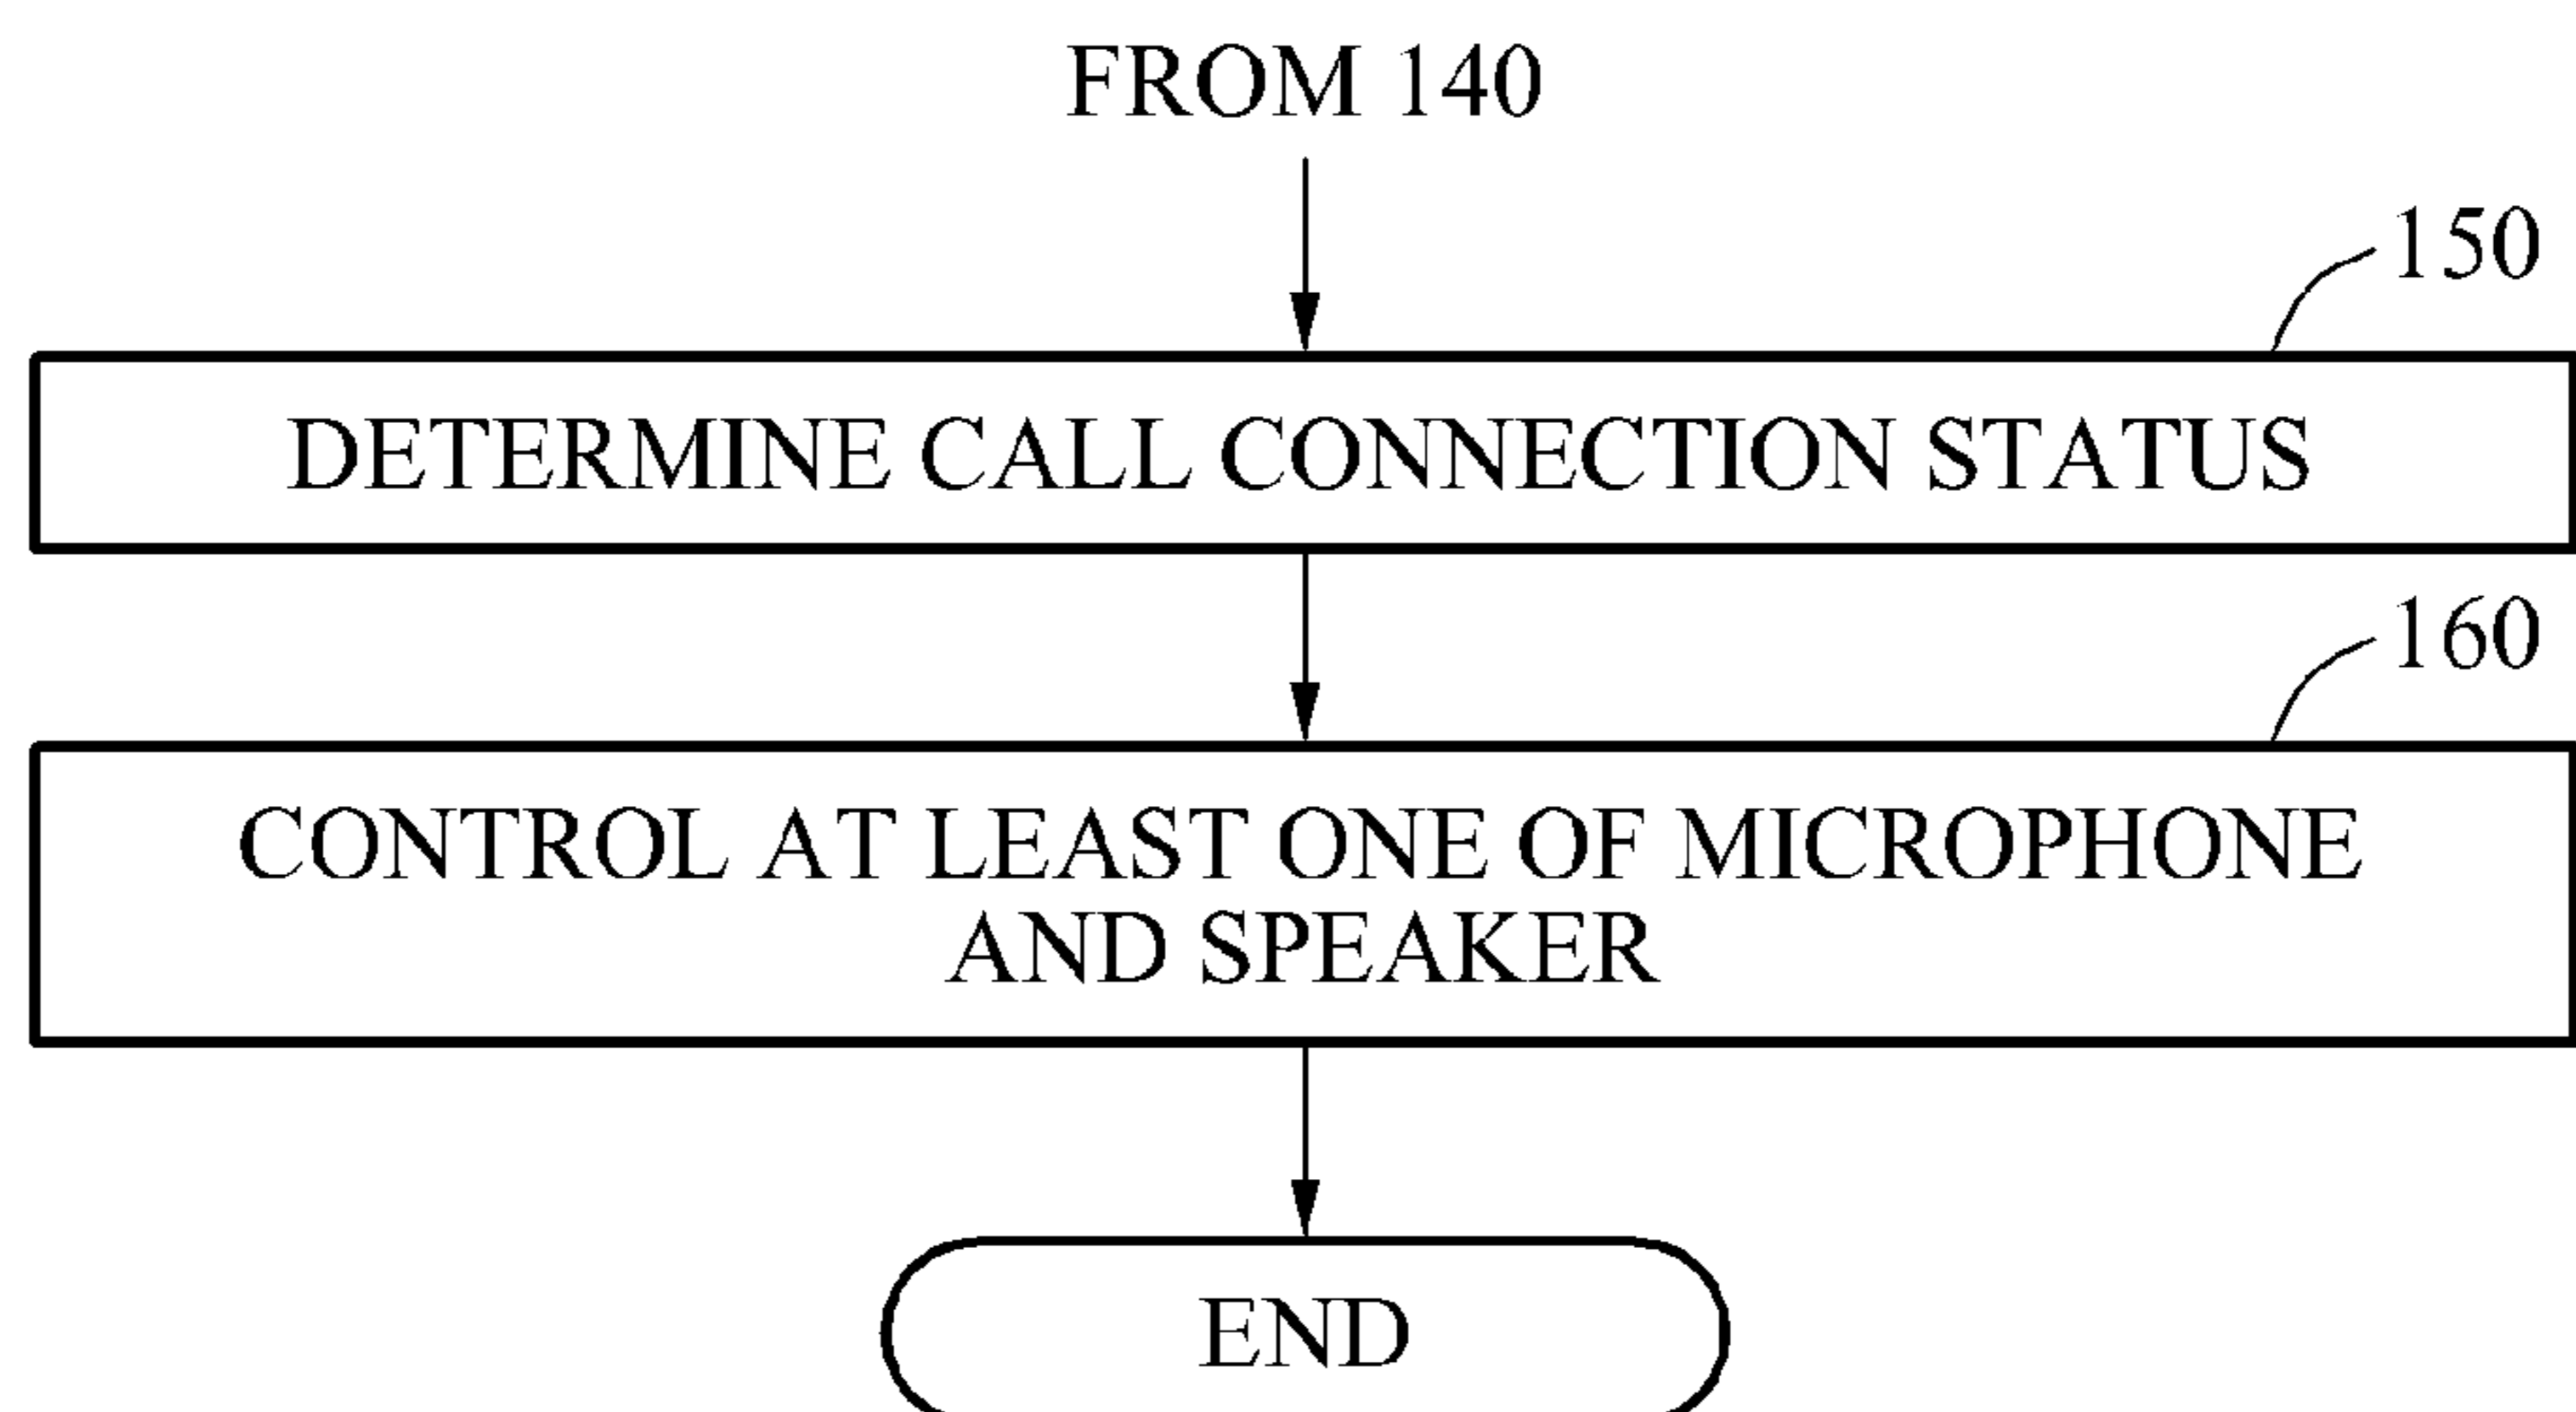 FROM 140
150
DETERMINE CALL CONNECTION STATUS
160
CONTROL AT LEAST ONE OF MICROPHONE
AND SPEAKER
END